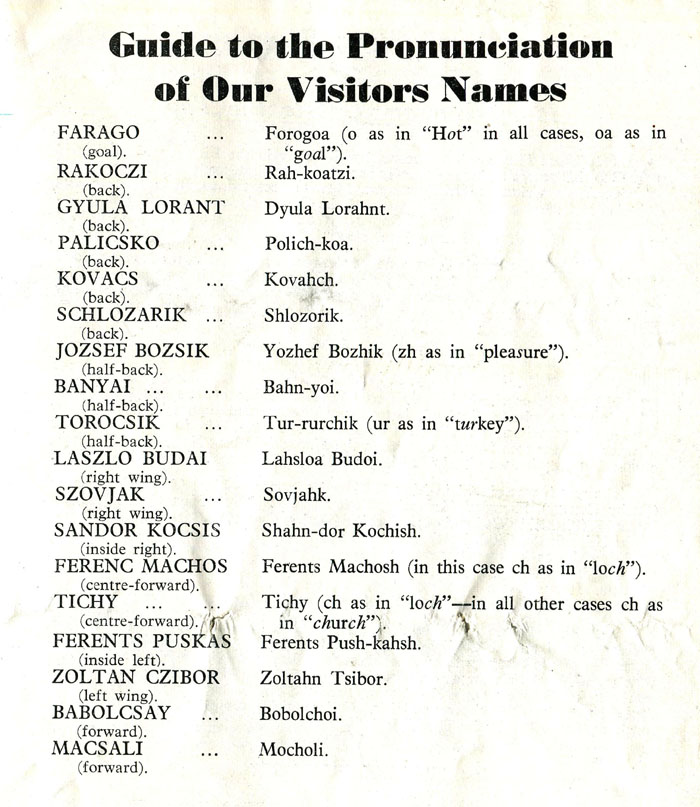 Guide to the Pronunciation
of Our Visitors Names
FARAGO ... Forogoa (o as in “Hot” in all cases, oa as in
(goal). “goal”).
RAKOCZI ... Rah-koatzi.
(back).
GYULA LORANT Dyula Lorahnt.
(back).
PALICSKO ... Polich-koa.
(back).
KOVACS ... Kovahch.
(back).
SCHLOZARIK ... Shlozorik.
(back).
JOZSEF BOZSIK Yozhef Bozhik (zh as in “pleasure”).
(half-back).
BANYAI ... ... Bahn-yoi.
(half-back).
TOROCSIK ... Tur-rurchik (ur as in “turkey”).
(half-back).
LASZLO BUDAI Lahsloa Budoi.
(right wing).
SZOVJAK ... Sovjahk.
(right wing).
SANDOR KOCSIS Shahn-dor Kochish.
(inside right).
FERENC MACHOS Ferents Machosh (in this case ch as in “loch”).
(centre-forward).
TICHY ... ... Tichy (ch as in “loch”—in all other cases ch as
(centre-forward). in “church”).
FERENTS PUSKAS Ferents Push-kahsh.
(inside left).
ZOLTAN CZIBOR Zoltahn Tsibor.
(left wing).
BABOLCSAY ... Bobolchoi.
(forward).
MACSALI ... Mocholi.
(forward).